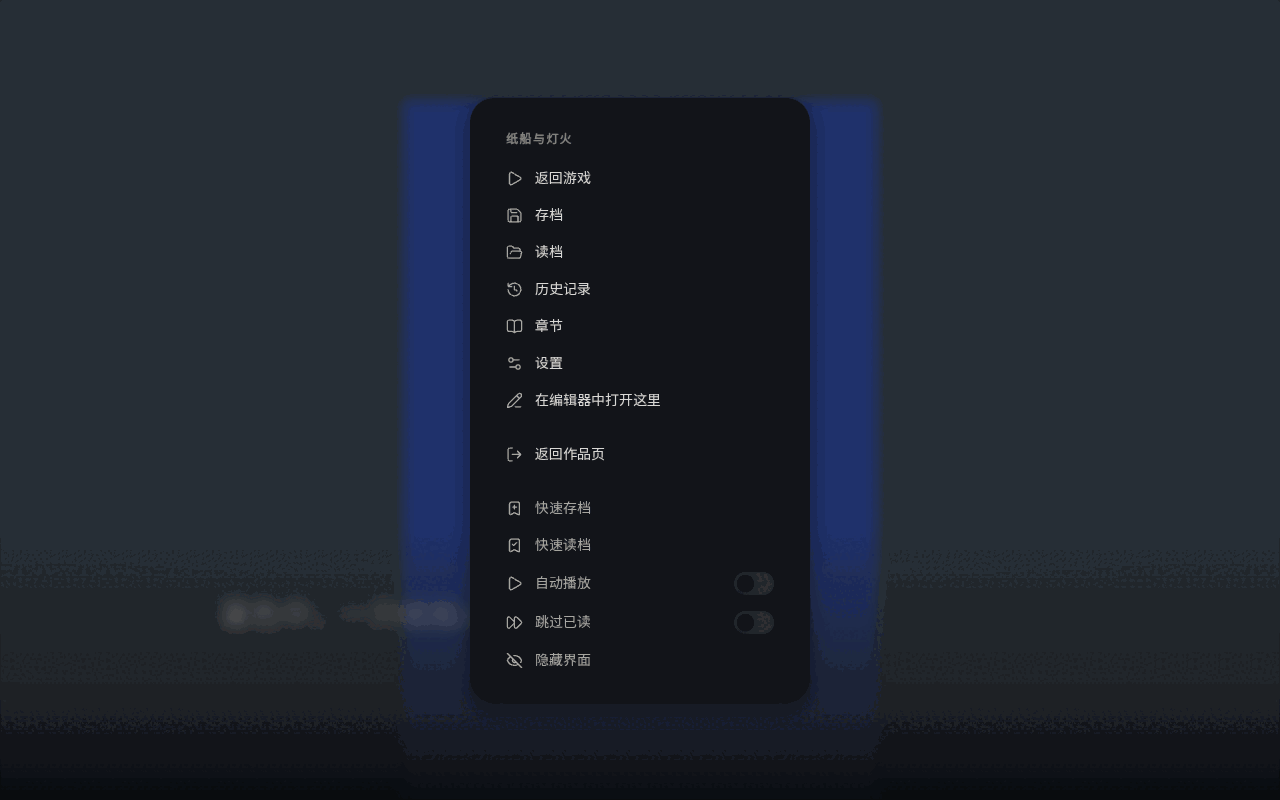 纸船与灯火
返回游戏
存档
读档
历史记录
章节
设置
在编辑器中打开这里
返回作品页
快速存档
快速读档
自动播放
跳过已读
隐藏界面